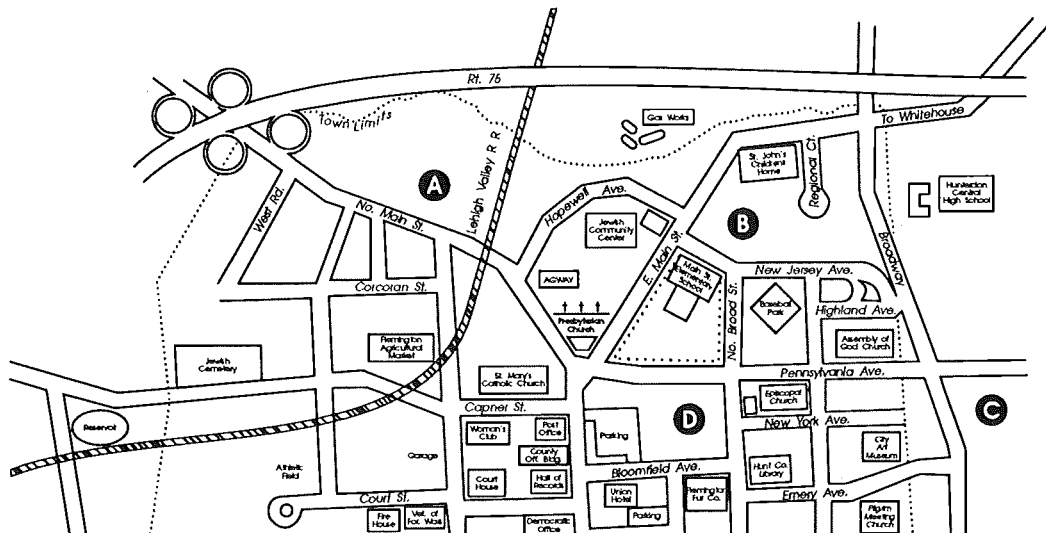 Rt. 76
Town Limits
Gas Works
To Whitehouse
St. John's
Children's
Home
Regional Ct.
Hunterdon
Central
High School
A
Lehigh Valley R R
West Rd.
No. Main St.
Hopewell Ave.
Jewish
Community
Center
B
E. Main St.
Main St.
Elementary
School
Broadway
New Jersey Ave.
AGWAY
Corcoran St.
Baseball
Park
Highland Ave.
No. Broad St.
Presbyterian
Church
Flemington
Agricultural
Market
Assembly of
God Church
Jewish
Cemetery
St. Mary's
Catholic Church
Pennsylvania Ave.
Episcopal
Church
Capner St.
C
D
Reservoir
Woman's
Club
Post
Office
Parking
New York Ave.
City
Art
Museum
Garage
County
Off. Bldg.
Athletic
Field
Court
House
Hall of
Records
Bloomfield Ave.
Hunt Co.
Library
Court St.
Union
Hotel
Flemington
Fur Co.
Emery Ave.
Fire
House
Vet. of
For. Wars
Democratic
Office
Parking
Pilgrim
Meeting
Church